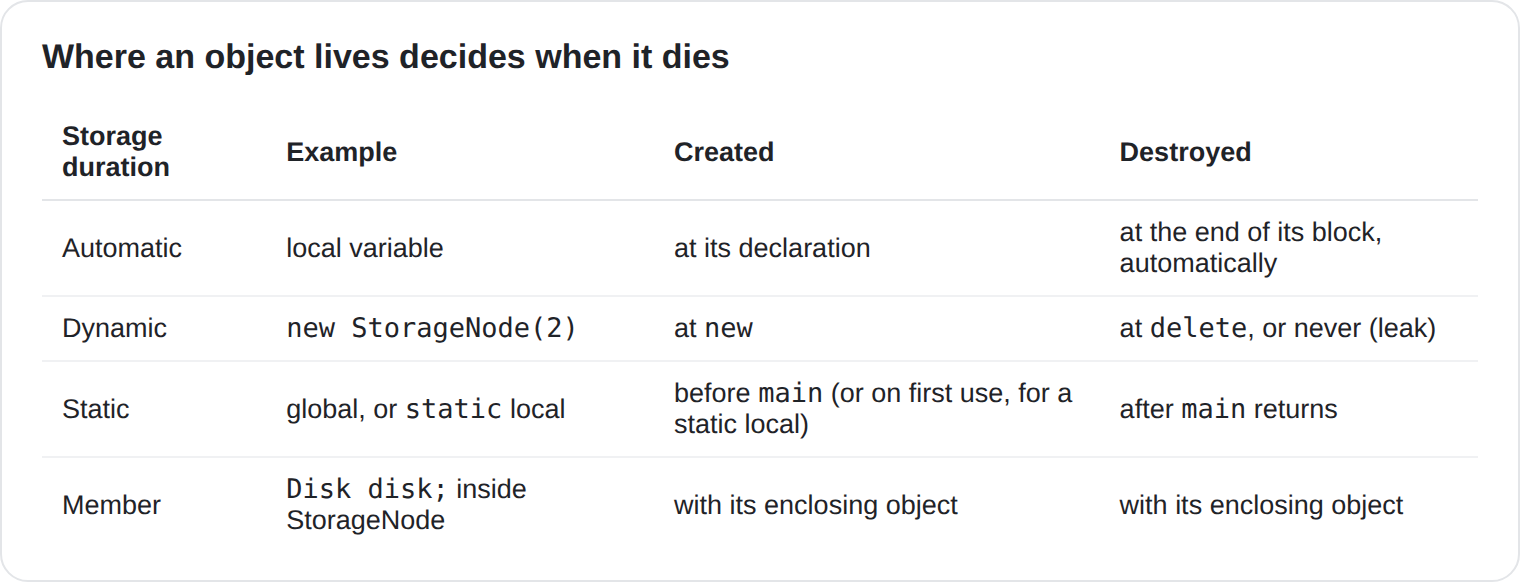 Where an object lives decides when it dies
Storage
duration
Example
Created
Destroyed
Automatic
local variable
at its declaration
at the end of its block,
automatically
Dynamic
new StorageNode(2)
at new
at delete, or never (leak)
Static
global, or static local
before main (or on first use, for a
static local)
after main returns
Member
Disk disk; inside
StorageNode
with its enclosing object
with its enclosing object